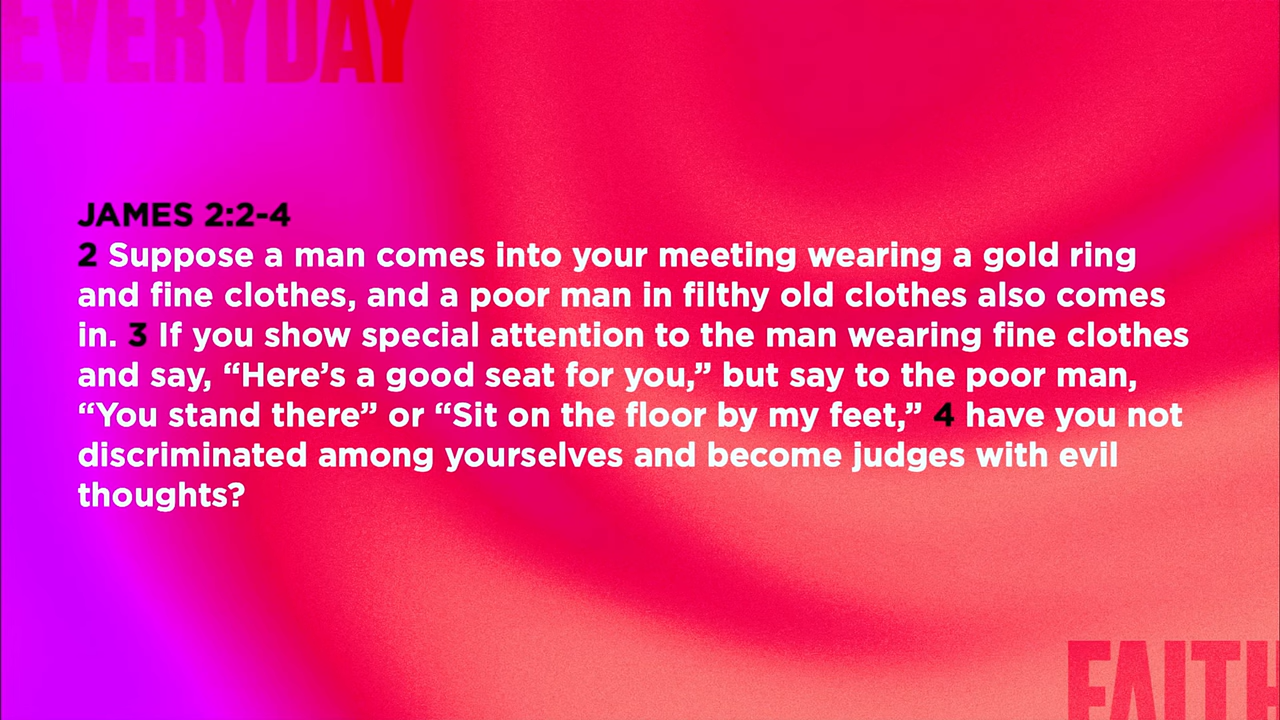 EVERYDAY
JAMES 2:2-4
2 Suppose a man comes into your meeting wearing a gold ring
and fine clothes, and a poor man in filthy old clothes also comes
in. 3 If you show special attention to the man wearing fine clothes
and say, “Here’s a good seat for you,” but say to the poor man,
“You stand there” or “Sit on the floor by my feet,” 4 have you not
discriminated among yourselves and become judges with evil
thoughts?
FAITH